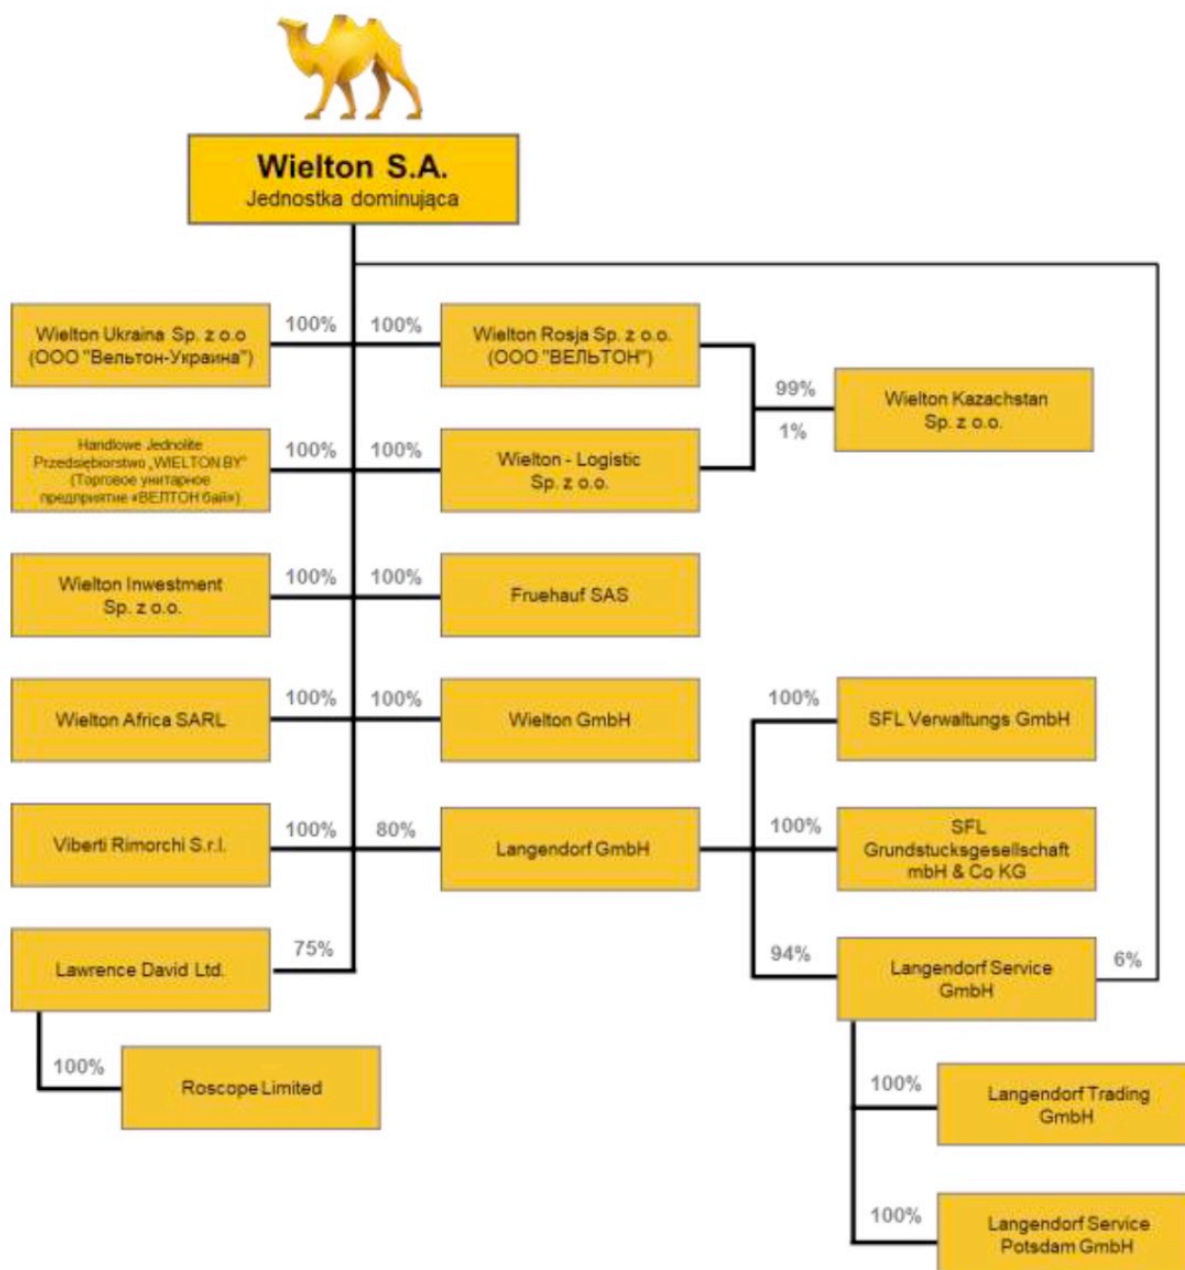 Wielton S.A.
Jednostka dominująca
Wielton Ukraina Sp. z o.o
(ООО "Вельтон-Украина")
100%
100%
Wielton Rosja Sp. z o.o.
(ООО "ВЕЛЬТОН")
99%
1%
Wielton Kazachstan
Sp. z o.o.
Handlowe Jednolite
Przedsiębiorstwo „WIELTON BY”
(Торговое унитарное
предприятие «ВЕЛТОН бай»)
100%
100%
Wielton - Logistic
Sp. z o.o.
Wielton Inwestment
Sp. z o.o.
100%
100%
Fruehauf SAS
Wielton Africa SARL
100%
100%
Wielton GmbH
100%
SFL Verwaltungs GmbH
Viberti Rimorchi S.r.l.
100%
80%
Langendorf GmbH
100%
SFL
Grundstucksgesellschaft
mbH & Co KG
Lawrence David Ltd.
75%
94%
Langendorf Service
GmbH
6%
100%
Roscope Limited
100%
Langendorf Trading
GmbH
100%
Langendorf Service
Potsdam GmbH